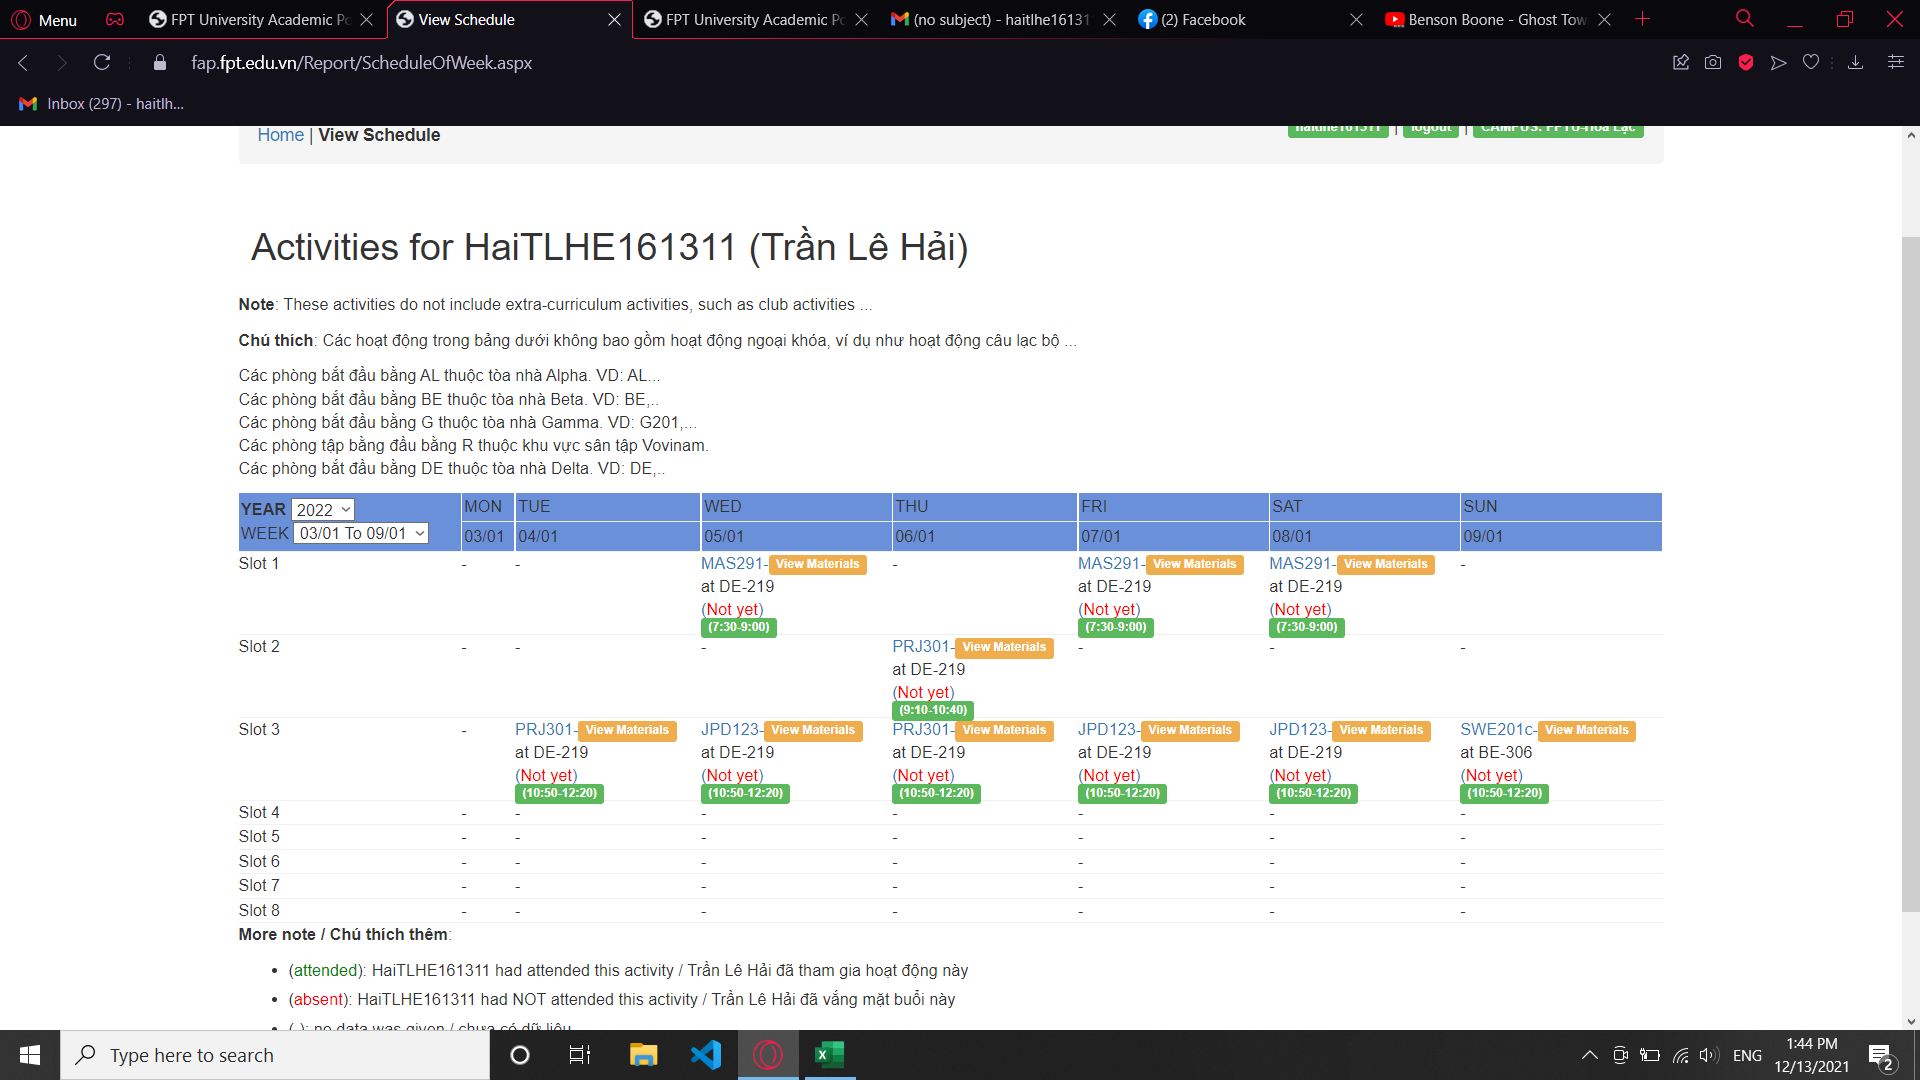 Menu
FPT University Academic Po
View Schedule
FPT University Academic Po
(no subject) - haitlhe16131
(2) Facebook
Benson Boone - Ghost Tow
fap.fpt.edu.vn/Report/ScheduleOfWeek.aspx
Inbox (297) - haitlh...
Home | View Schedule
haitlhe161311 | logout | CAMPUS: FPTU-Hòa Lạc
Activities for HaiTLHE161311 (Trần Lê Hải)
Note: These activities do not include extra-curriculum activities, such as club activities ...
Chú thích: Các hoạt động trong bảng dưới không bao gồm hoạt động ngoại khóa, ví dụ như hoạt động câu lạc bộ ...
Các phòng bắt đầu bằng AL thuộc tòa nhà Alpha. VD: AL...
Các phòng bắt đầu bằng BE thuộc tòa nhà Beta. VD: BE,..
Các phòng bắt đầu bằng G thuộc tòa nhà Gamma. VD: G201,...
Các phòng tập bằng đầu bằng R thuộc khu vực sân tập Vovinam.
Các phòng bắt đầu bằng DE thuộc tòa nhà Delta. VD: DE,..
YEAR 2022 MON TUE WED THU FRI SAT SUN
WEEK 03/01 To 09/01 03/01 04/01 05/01 06/01 07/01 08/01 09/01
Slot 1 - - MAS291-View Materials - MAS291-View Materials MAS291-View Materials -
at DE-219 at DE-219 at DE-219
(Not yet) (Not yet) (Not yet)
(7:30-9:00) (7:30-9:00) (7:30-9:00)
Slot 2 - - - PRJ301-View Materials - - -
at DE-219
(Not yet)
(9:10-10:40)
Slot 3 - PRJ301-View Materials JPD123-View Materials PRJ301-View Materials JPD123-View Materials JPD123-View Materials SWE201c-View Materials
at DE-219 at DE-219 at DE-219 at DE-219 at DE-219 at BE-306
(Not yet) (Not yet) (Not yet) (Not yet) (Not yet) (Not yet)
(10:50-12:20) (10:50-12:20) (10:50-12:20) (10:50-12:20) (10:50-12:20) (10:50-12:20)
Slot 4 - - - - - - -
Slot 5 - - - - - - -
Slot 6 - - - - - - -
Slot 7 - - - - - - -
Slot 8 - - - - - - -
More note / Chú thích thêm:
• (attended): HaiTLHE161311 had attended this activity / Trần Lê Hải đã tham gia hoạt động này
• (absent): HaiTLHE161311 had NOT attended this activity / Trần Lê Hải đã vắng mặt buổi này
• (-): no data was given / chưa có dữ liệu
Type here to search
ENG
1:44 PM
12/13/2021
2